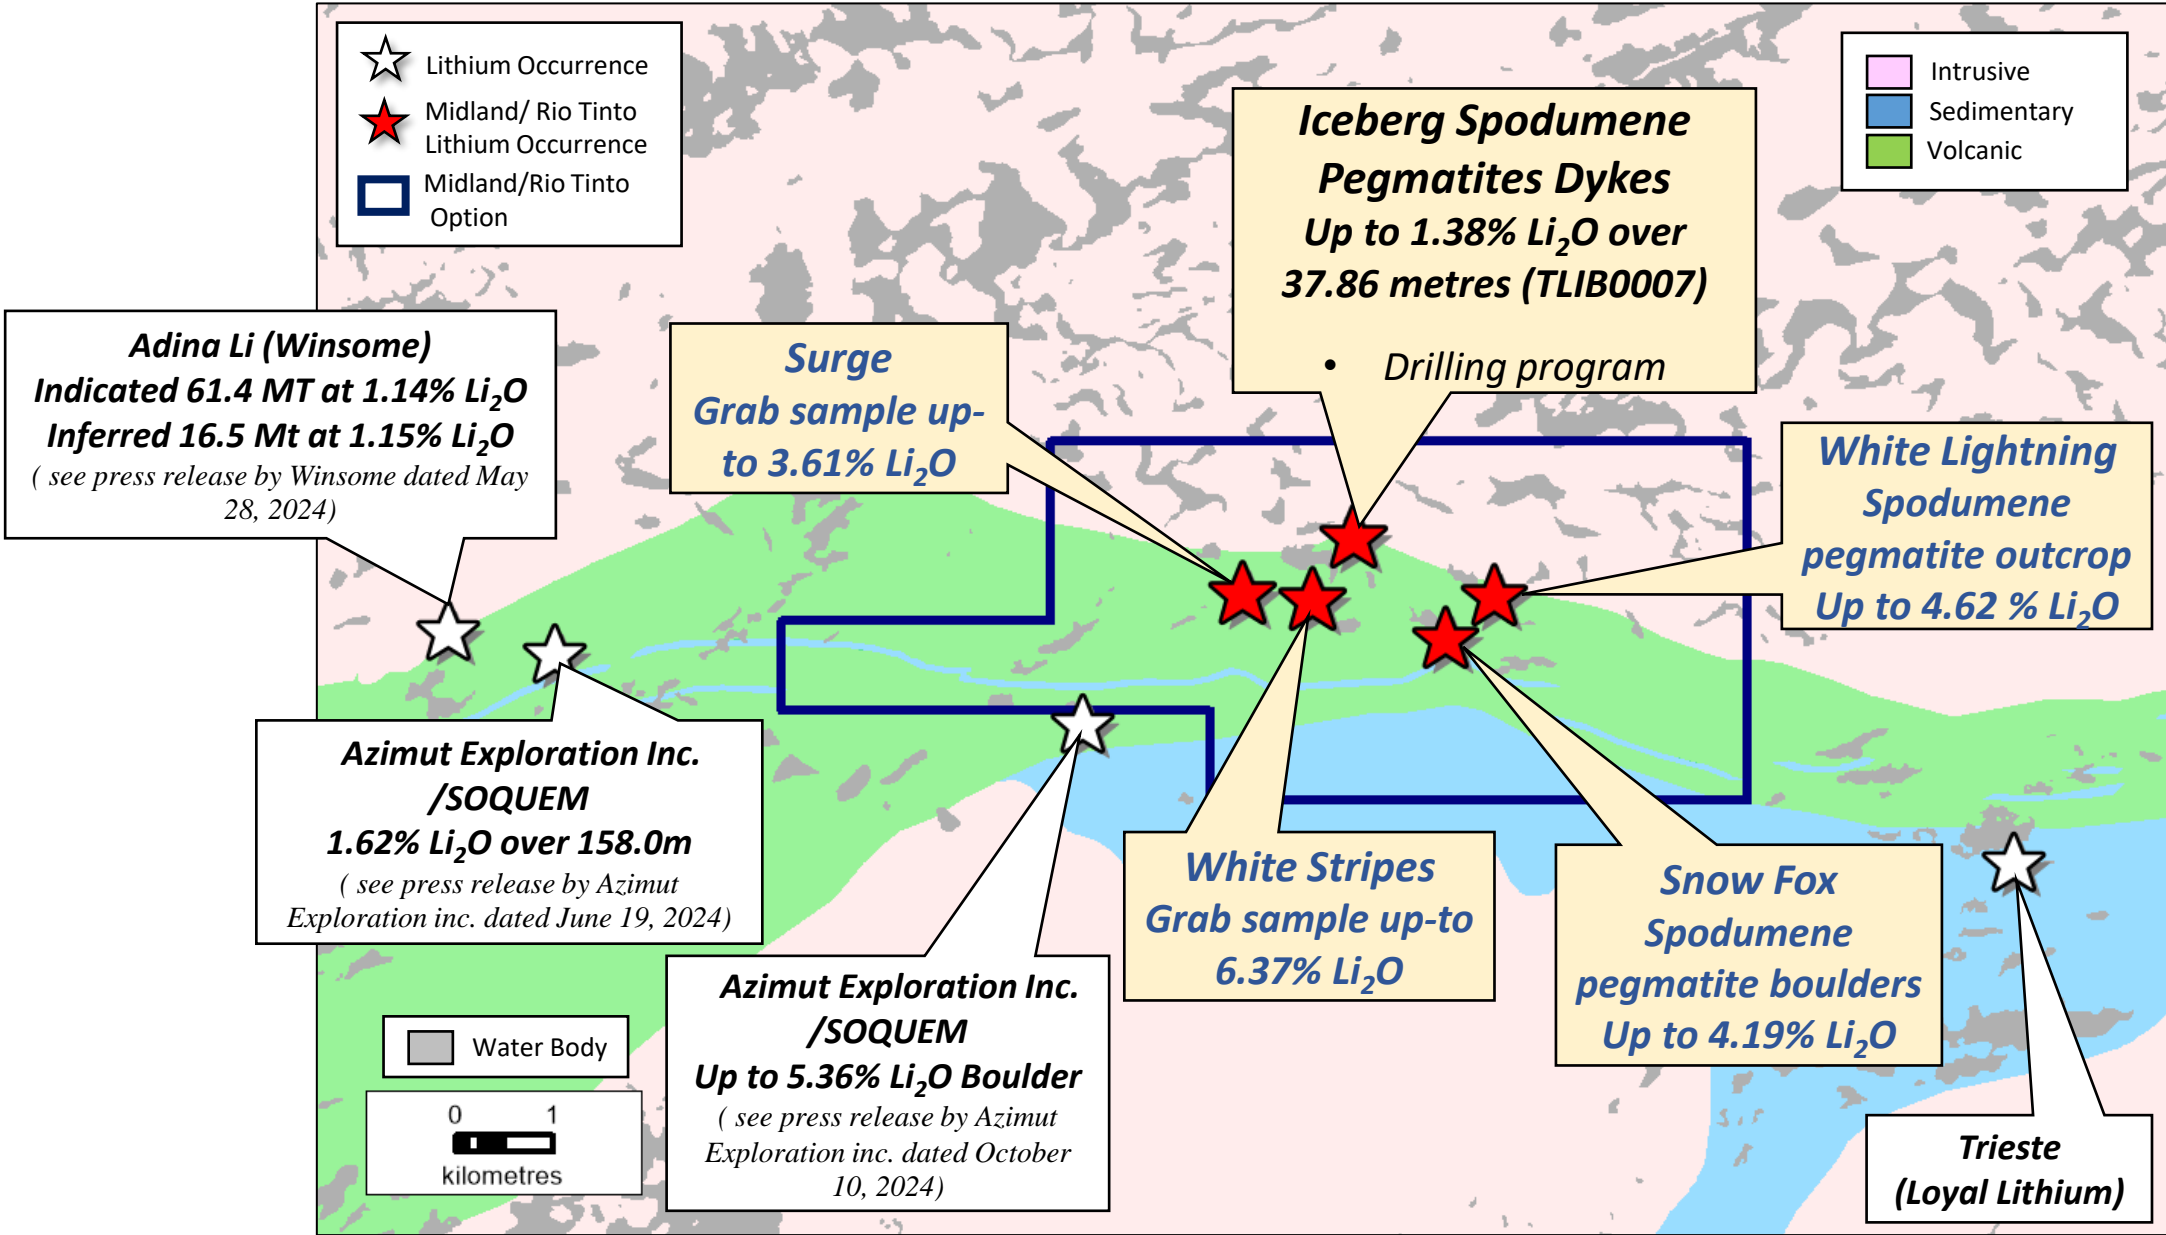 Lithium Occurrence
Midland/ Rio Tinto
Lithium Occurrence
Midland/Rio Tinto
Option
Intrusive
Sedimentary
Volcanic
Iceberg Spodumene
Pegmatites Dykes
Up to 1.38% Li₂O over
37.86 metres (TLIB0007)
• Drilling program
Adina Li (Winsome)
Indicated 61.4 MT at 1.14% Li₂O
Inferred 16.5 Mt at 1.15% Li₂O
( see press release by Winsome dated May
28, 2024)
Surge
Grab sample up-
to 3.61% Li₂O
White Lightning
Spodumene
pegmatite outcrop
Up to 4.62 % Li₂O
Azimut Exploration Inc.
/SOQUEM
1.62% Li₂O over 158.0m
( see press release by Azimut
Exploration inc. dated June 19, 2024)
White Stripes
Grab sample up-to
6.37% Li₂O
Snow Fox
Spodumene
pegmatite boulders
Up to 4.19% Li₂O
Azimut Exploration Inc.
/SOQUEM
Up to 5.36% Li₂O Boulder
( see press release by Azimut
Exploration inc. dated October
10, 2024)
Water Body
0 1
kilometres
Trieste
(Loyal Lithium)